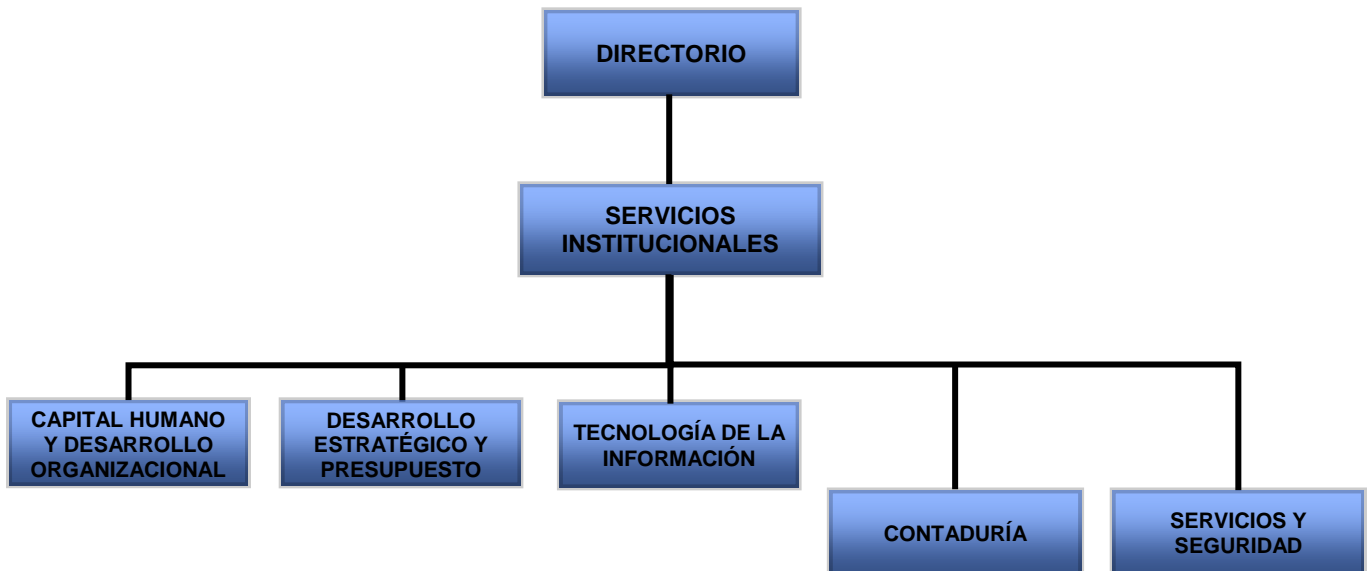 DIRECTORIO
SERVICIOS
INSTITUCIONALES
CAPITAL HUMANO
Y DESARROLLO
ORGANIZACIONAL
DESARROLLO
ESTRATÉGICO Y
PRESUPUESTO
TECNOLOGÍA DE LA
INFORMACIÓN
CONTADURÍA
SERVICIOS Y
SEGURIDAD